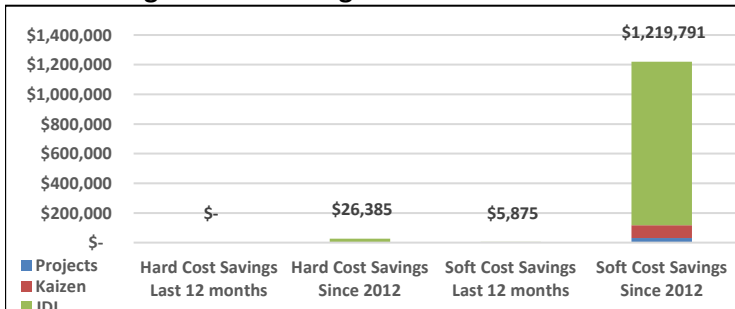 $1,400,000
$1,200,000
$1,000,000
$800,000
$600,000
$400,000
$200,000
$-
$-
$26,385
$5,875
$1,219,791
Projects
Kaizen
Hard Cost Savings
Last 12 months
Hard Cost Savings
Since 2012
Soft Cost Savings
Last 12 months
Soft Cost Savings
Since 2012